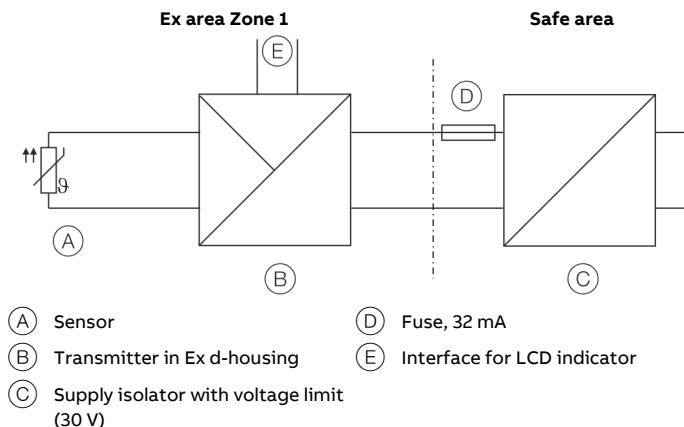 Ex area Zone 1
Safe area
E
D
ϑ
A
B
C
A Sensor
B Transmitter in Ex d-housing
C Supply isolator with voltage limit
(30 V)
D Fuse, 32 mA
E Interface for LCD indicator